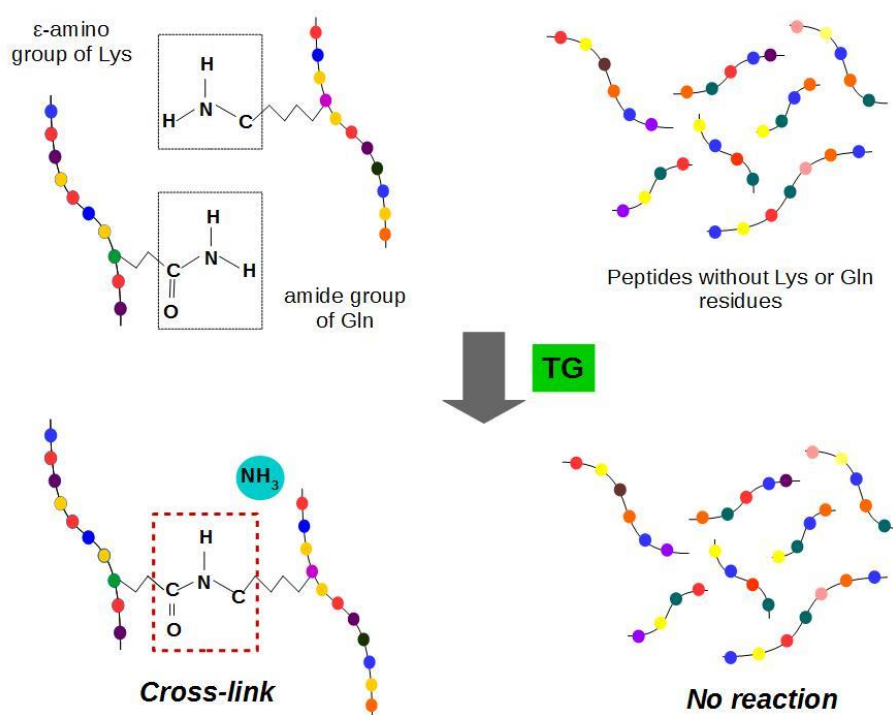 ε-amino
group of Lys
H
H N C
H
N
C H
O
amide group
of Gln
Peptides without Lys or Gln
residues
TG
NH3
H
C N C
O
Cross-link
No reaction